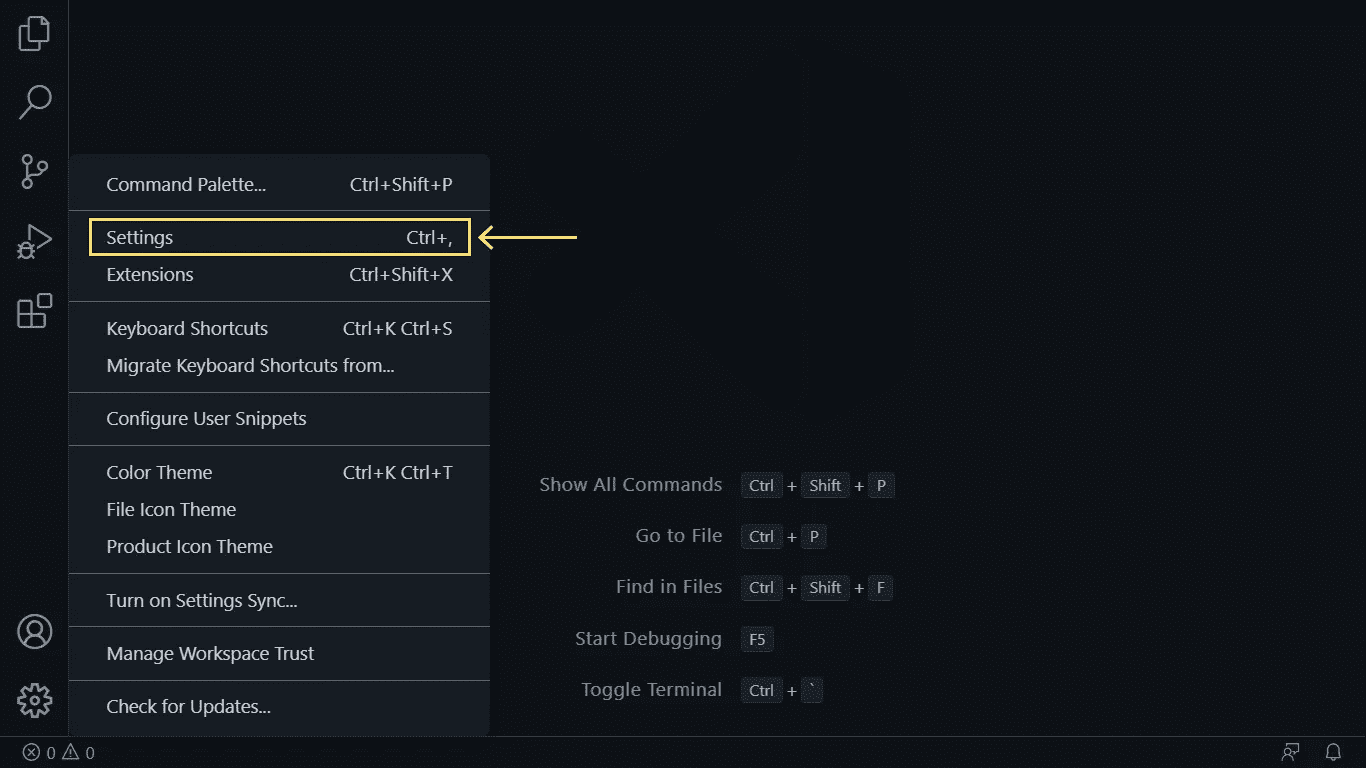 Command Palette... Ctrl+Shift+P
Settings Ctrl+,
Extensions Ctrl+Shift+X
Keyboard Shortcuts Ctrl+K Ctrl+S
Migrate Keyboard Shortcuts from...
Configure User Snippets
Color Theme Ctrl+K Ctrl+T
File Icon Theme
Product Icon Theme
Turn on Settings Sync...
Manage Workspace Trust
Check for Updates...
Show All Commands Ctrl + Shift + P
Go to File Ctrl + P
Find in Files Ctrl + Shift + F
Start Debugging F5
Toggle Terminal Ctrl + `
0 0